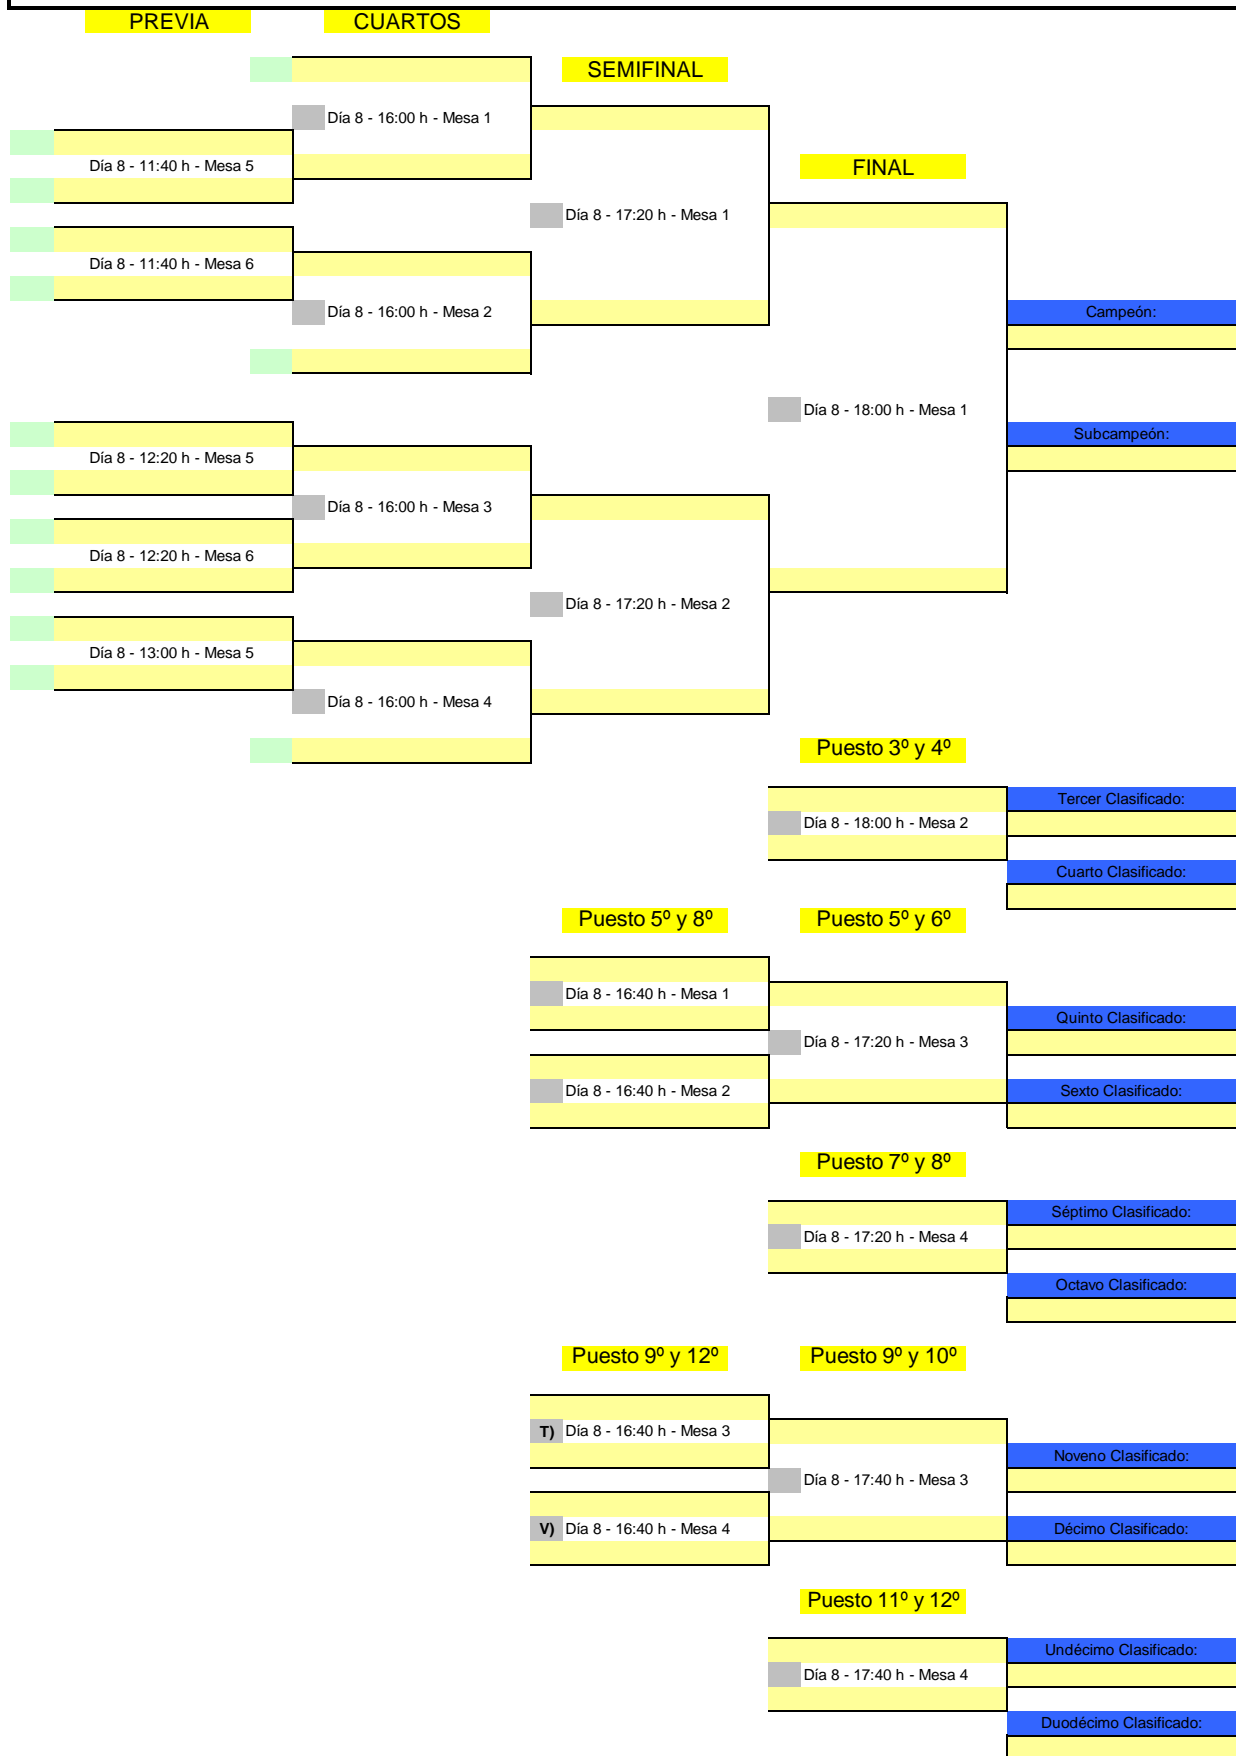 PREVIA CUARTOS
SEMIFINAL
Día 8 - 16:00 h - Mesa 1
Día 8 - 11:40 h - Mesa 5
FINAL
Día 8 - 17:20 h - Mesa 1
Día 8 - 11:40 h - Mesa 6
Día 8 - 16:00 h - Mesa 2
Campeón:
Día 8 - 18:00 h - Mesa 1
Subcampeón:
Día 8 - 12:20 h - Mesa 5
Día 8 - 16:00 h - Mesa 3
Día 8 - 12:20 h - Mesa 6
Día 8 - 17:20 h - Mesa 2
Día 8 - 13:00 h - Mesa 5
Día 8 - 16:00 h - Mesa 4
Puesto 3º y 4º
Tercer Clasificado:
Día 8 - 18:00 h - Mesa 2
Cuarto Clasificado:
Puesto 5º y 8º Puesto 5º y 6º
Día 8 - 16:40 h - Mesa 1
Quinto Clasificado:
Día 8 - 17:20 h - Mesa 3
Día 8 - 16:40 h - Mesa 2 Sexto Clasificado:
Puesto 7º y 8º
Séptimo Clasificado:
Día 8 - 17:20 h - Mesa 4
Octavo Clasificado:
Puesto 9º y 12º Puesto 9º y 10º
T) Día 8 - 16:40 h - Mesa 3
Noveno Clasificado:
Día 8 - 17:40 h - Mesa 3
V) Día 8 - 16:40 h - Mesa 4 Décimo Clasificado:
Puesto 11º y 12º
Undécimo Clasificado:
Día 8 - 17:40 h - Mesa 4
Duodécimo Clasificado: